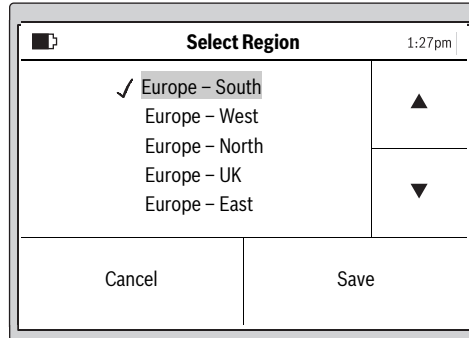 Select Region
1:27pm
Europe – South
Europe – West
Europe – North
Europe – UK
Europe – East
Cancel
Save